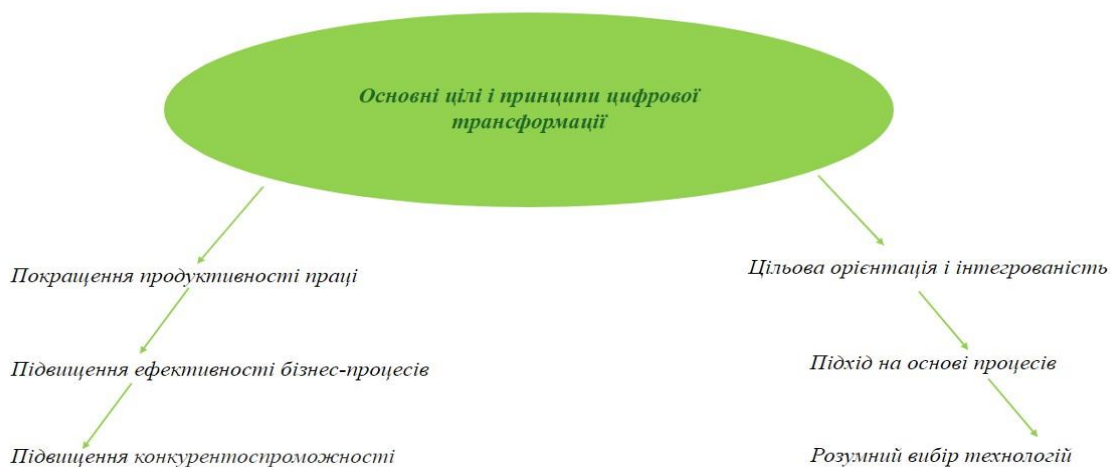 Основні цілі і принципи цифрової
трансформації
Покращення продуктивності праці
Цільова орієнтація і інтегрованість
Підвищення ефективності бізнес-процесів
Підхід на основі процесів
Підвищення конкурентоспроможності
Розумний вибір технологій